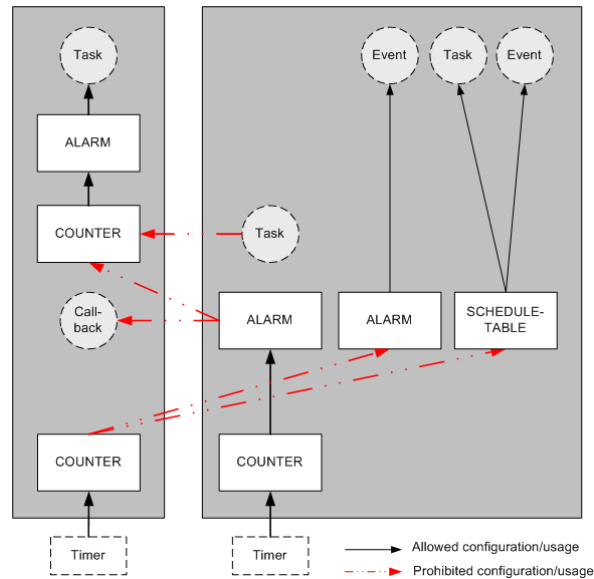 Task
Event
Task
Event
ALARM
COUNTER
Task
Call-
back
ALARM
ALARM
SCHEDULE-
TABLE
COUNTER
COUNTER
Timer
Timer
Allowed configuration/usage
Prohibited configuration/usage